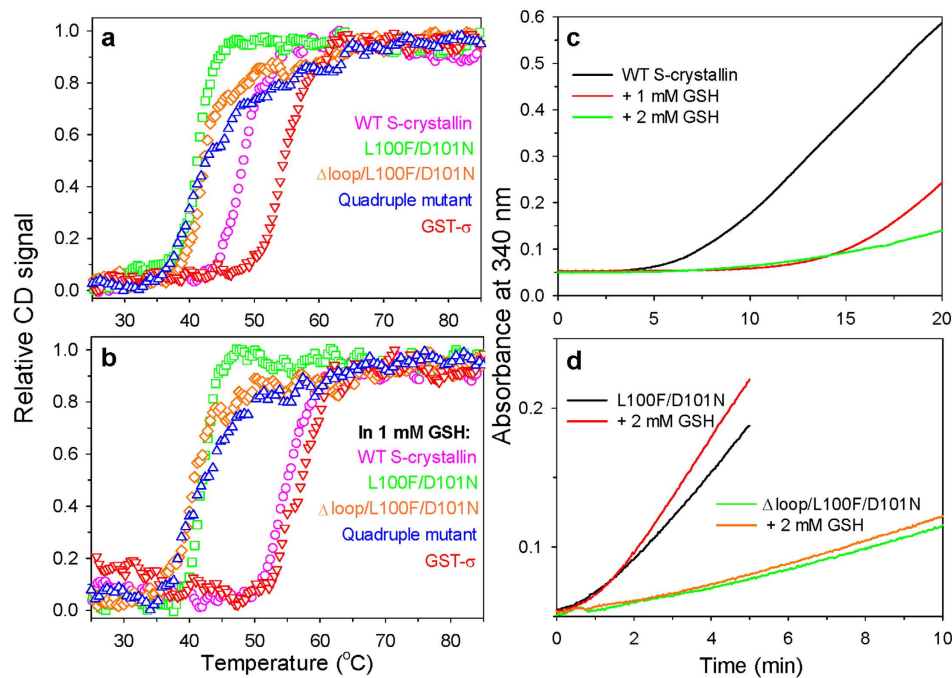 a
1.0
0.8
0.6
0.4
0.2
0.0
30 40 50 60 70 80
WT S-crystallin
L100F/D101N
Δloop/L100F/D101N
Quadruple mutant
GST-σ
Relative CD signal
b
1.0
0.8
0.6
0.4
0.2
0.0
30 40 50 60 70 80
In 1 mM GSH:
WT S-crystallin
L100F/D101N
Δloop/L100F/D101N
Quadruple mutant
GST-σ
Temperature (°C)
c
0.6
0.5
0.4
0.3
0.2
0.1
0.0
0 5 10 15 20
WT S-crystallin
+ 1 mM GSH
+ 2 mM GSH
Absorbance at 340 nm
d
0.2
0.1
0 2 4 6 8 10
L100F/D101N
+ 2 mM GSH
Δloop/L100F/D101N
+ 2 mM GSH
Time (min)